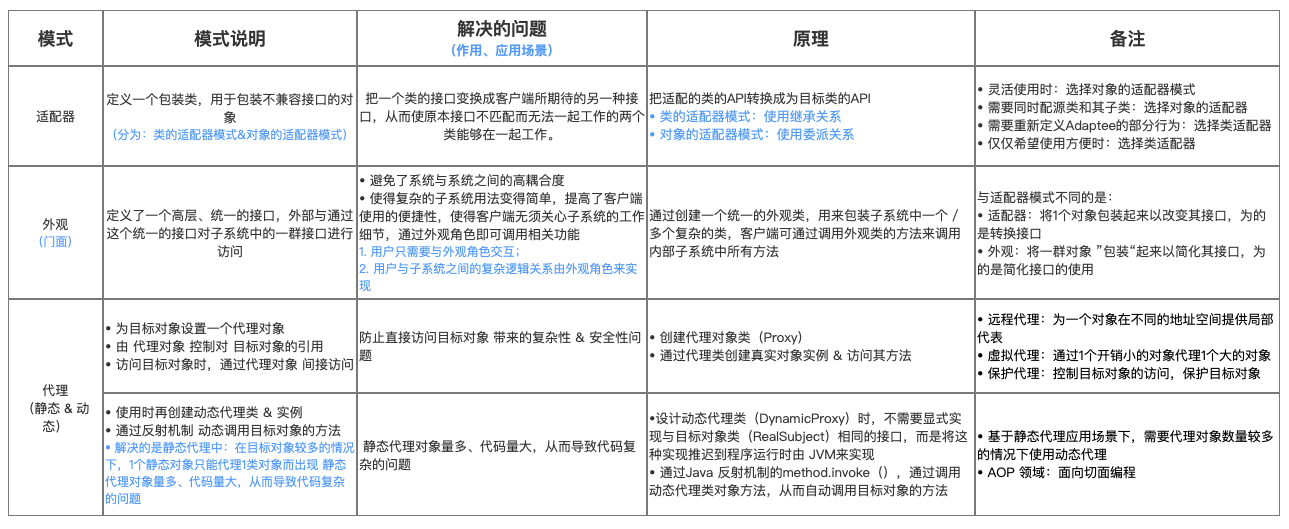 模式
模式说明
解决的问题
（作用、应用场景）
原理
备注
适配器
定义一个包装类，用于包装不兼容接口的对
象
（分为：类的适配器模式&对象的适配器模式）
把一个类的接口变换成客户端所期待的另一种接
口，从而使原本接口不匹配而无法一起工作的两个
类能够在一起工作。
把适配的类的API转换成为目标类的API
• 类的适配器模式：使用继承关系
• 对象的适配器模式：使用委派关系
• 灵活使用时：选择对象的适配器模式
• 需要同时配源类和其子类：选择对象的适配器
• 需要重新定义Adaptee的部分行为：选择类适配器
• 仅仅希望使用方便时：选择类适配器
外观
（门面）
定义了一个高层、统一的接口，外部与通过
这个统一的接口对子系统中的一群接口进行
访问
• 避免了系统与系统之间的高耦合度
• 使得复杂的子系统用法变得简单，提高了客户端
使用的便捷性，使得客户端无须关心子系统的工作
细节，通过外观角色即可调用相关功能
1. 用户只需要与外观角色交互；
2. 用户与子系统之间的复杂逻辑关系由外观角色来实
现
通过创建一个统一的外观类，用来包装子系统中一个 /
多个复杂的类，客户端可通过调用外观类的方法来调用
内部子系统中所有方法
与适配器模式不同的是：
• 适配器：将1个对象包装起来以改变其接口，为的
是转换接口
• 外观：将一群对象 ”包装“起来以简化其接口，为
的是简化接口的使用
代理
（静态 & 动
态）
• 为目标对象设置一个代理对象
• 由 代理对象 控制对 目标对象的引用
• 访问目标对象时，通过代理对象 间接访问
防止直接访问目标对象 带来的复杂性 & 安全性问
题
• 创建代理对象类（Proxy）
• 通过代理类创建真实对象实例 & 访问其方法
• 远程代理：为一个对象在不同的地址空间提供局部
代表
• 虚拟代理：通过1个开销小的对象代理1个大的对象
• 保护代理：控制目标对象的访问，保护目标对象
• 使用时再创建动态代理类 & 实例
• 通过反射机制 动态调用目标对象的方法
• 解决的是静态代理中：在目标对象较多的情况
下，1个静态对象只能代理1类对象而出现 静态
代理对象量多、代码量大，从而导致代码复杂
的问题
静态代理对象量多、代码量大，从而导致代码复
杂的问题
•设计动态代理类（DynamicProxy）时，不需要显式实
现与目标对象类（RealSubject）相同的接口，而是将这
种实现推迟到程序运行时由 JVM来实现
• 通过Java 反射机制的method.invoke（），通过调用
动态代理类对象方法，从而自动调用目标对象的方法
• 基于静态代理应用场景下，需要代理对象数量较多
的情况下使用动态代理
• AOP 领域：面向切面编程